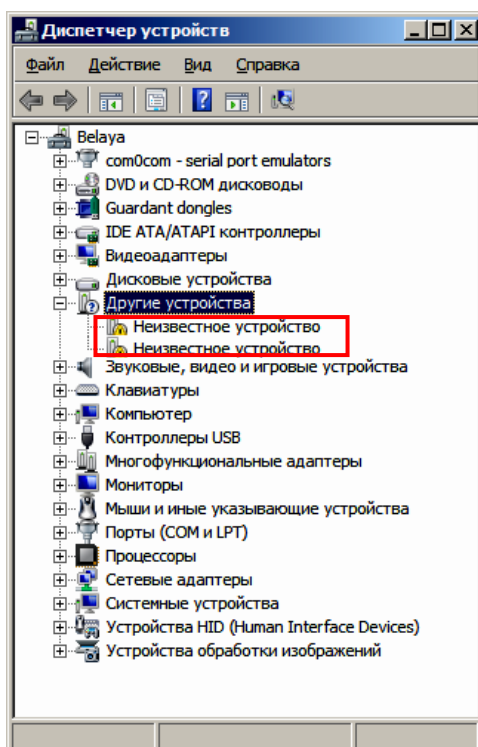 Диспетчер устройств
Файл Действие Вид Справка
Belaya
com0com - serial port emulators
DVD и CD-ROM дисководы
Guardant dongles
IDE ATA/ATAPI контроллеры
Видеоадаптеры
Дисковые устройства
Другие устройства
Неизвестное устройство
Неизвестное устройство
Звуковые, видео и игровые устройства
Клавиатуры
Компьютер
Контроллеры USB
Многофункциональные адаптеры
Мониторы
Мыши и иные указывающие устройства
Порты (COM и LPT)
Процессоры
Сетевые адаптеры
Системные устройства
Устройства HID (Human Interface Devices)
Устройства обработки изображений